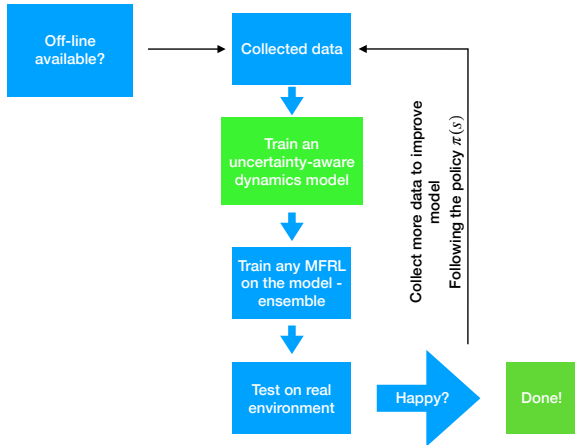 Off-line
available?
Collected data
Train an
uncertainty-aware
dynamics model
Train any MFRL
on the model -
ensemble
Test on real
environment
Happy?
Done!
Collect more data to improve
model
Following the policy π(s)